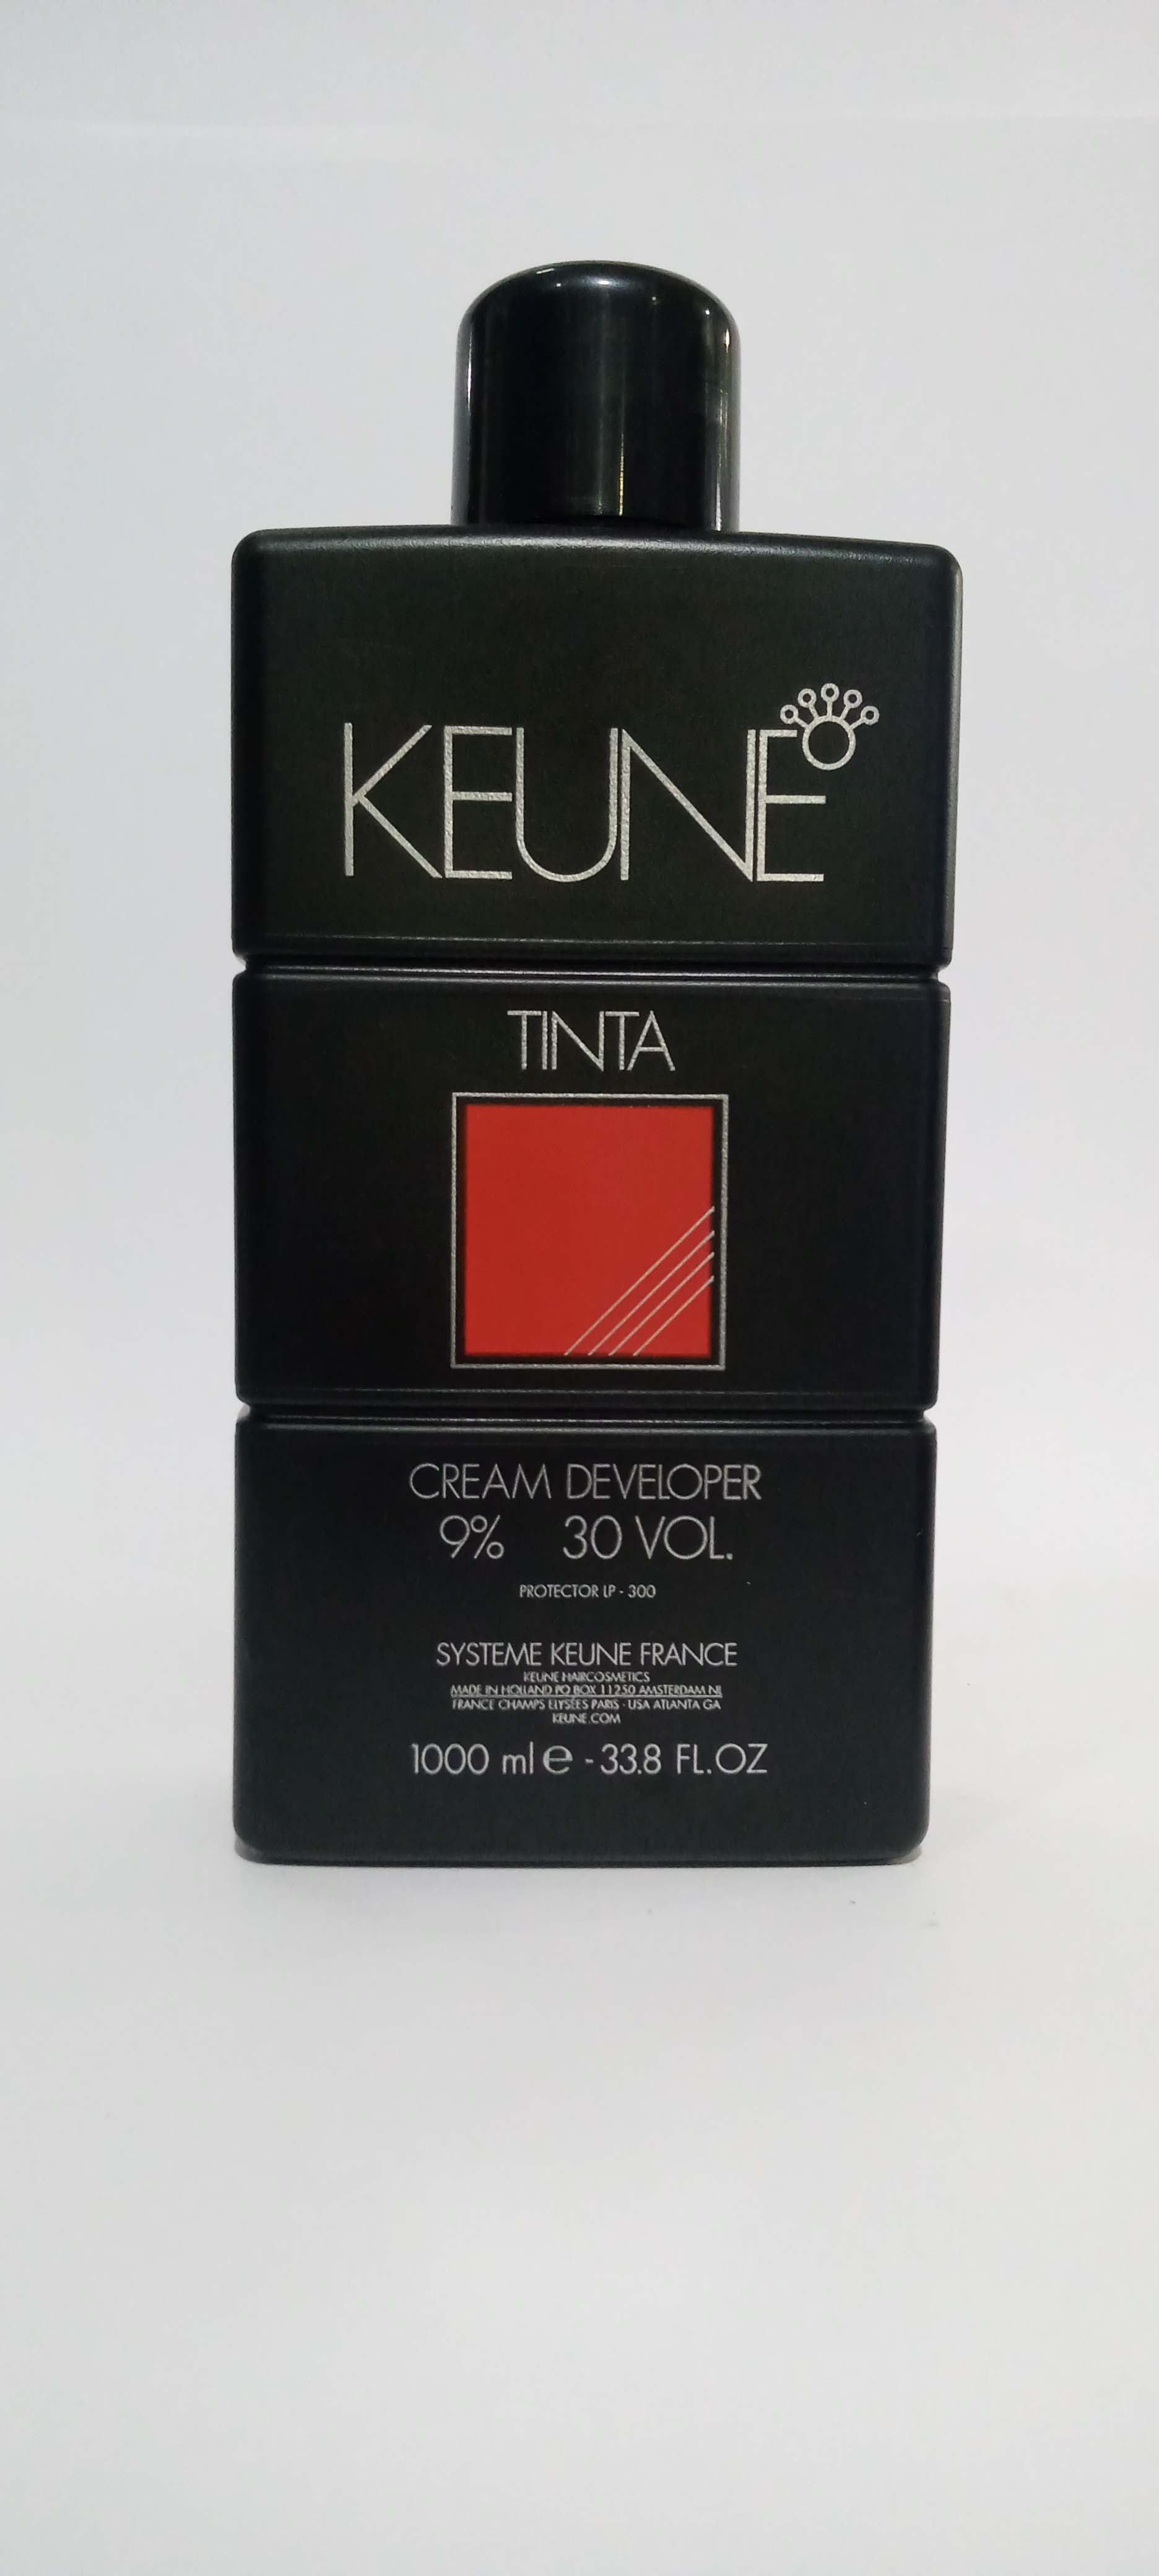 KEUNE
TINTA
CREAM DEVELOPER
9% 30 VOL.
PROTECTOR LP - 300
SYSTEME KEUNE FRANCE
KEUNE HAIRCOSMETICS
MADE IN HOLLAND PO BOX 11250 AMSTERDAM NL
FRANCE CHAMPS ELYSÉES PARIS - USA ATLANTA GA
KEUNE.COM
1000 ml e - 33.8 FL.OZ